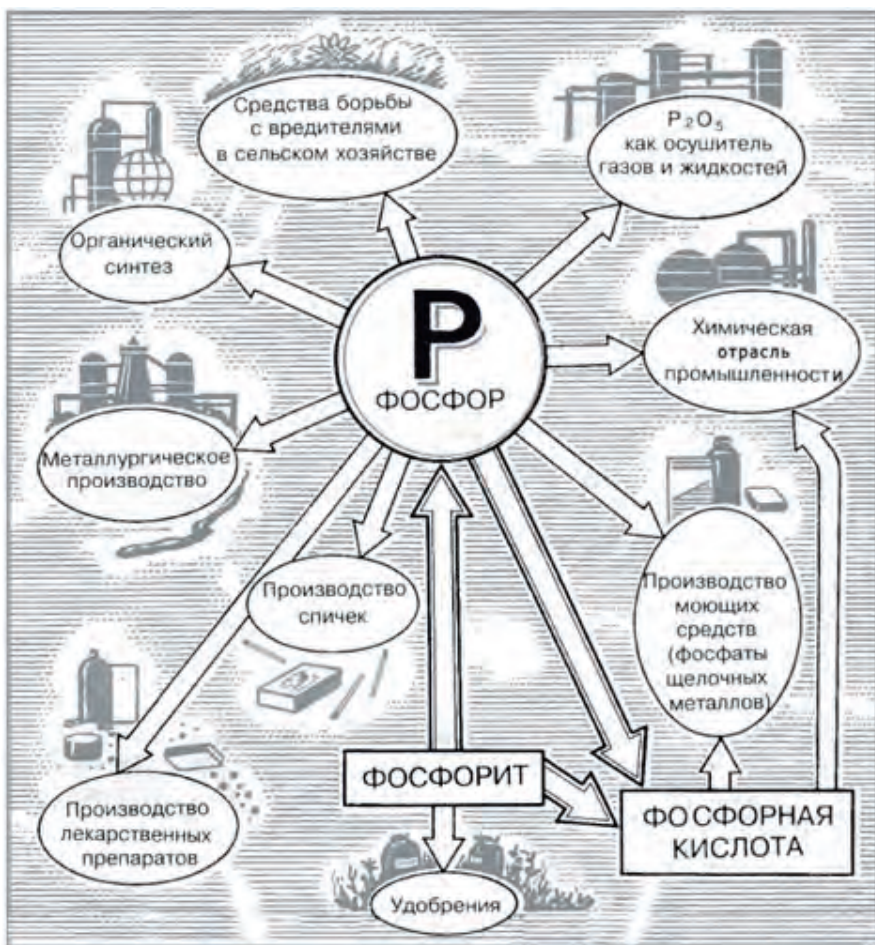 Средства борьбы
с вредителями
в сельском хозяйстве
P₂O₅
как осушитель
газов и жидкостей
Органический
синтез
P
ФОСФОР
Химическая
отрасль
промышленности
Металлургическое
производство
Производство
спичек
Производство
моющих
средств
(фосфаты
щелочных
металлов)
ФОСФОРИТ
ФОСФОРНАЯ
КИСЛОТА
Производство
лекарственных
препаратов
Удобрения